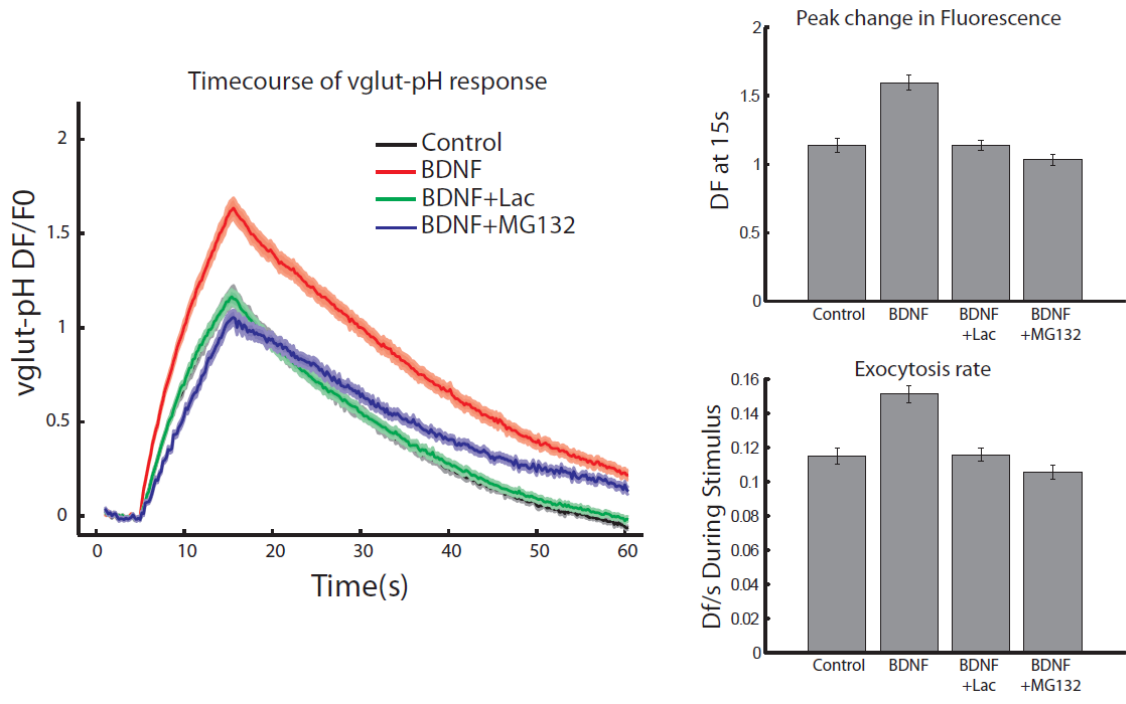 Timecourse of vglut-pH response
vglut-pH DF/F0
2
1.5
1
0.5
0
Control
BDNF
BDNF+Lac
BDNF+MG132
0 10 20 30 40 50 60
Time(s)
Peak change in Fluorescence
DF at 15s
2
1.5
1
0.5
0
Control BDNF BDNF BDNF
+Lac +MG132
Exocytosis rate
Df/s During Stimulus
0.16
0.14
0.12
0.1
0.08
0.06
0.04
0.02
0
Control BDNF BDNF BDNF
+Lac +MG132